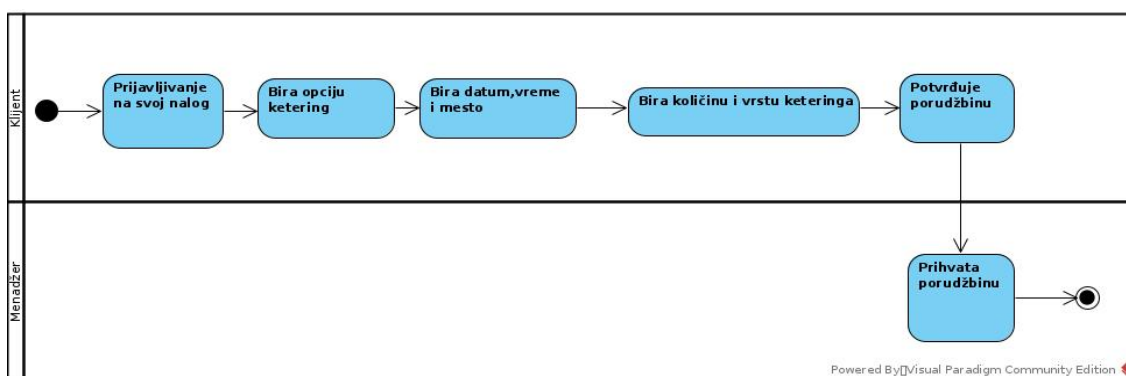 Klijent
Prijavljivanje
na svoj nalog
Bira opciju
ketering
Bira datum,vreme
i mesto
Bira količinu i vrstu keteringa
Potvrđuje
porudžbinu
Menadžer
Prihvata
porudžbinu
Powered By▯Visual Paradigm Community Edition